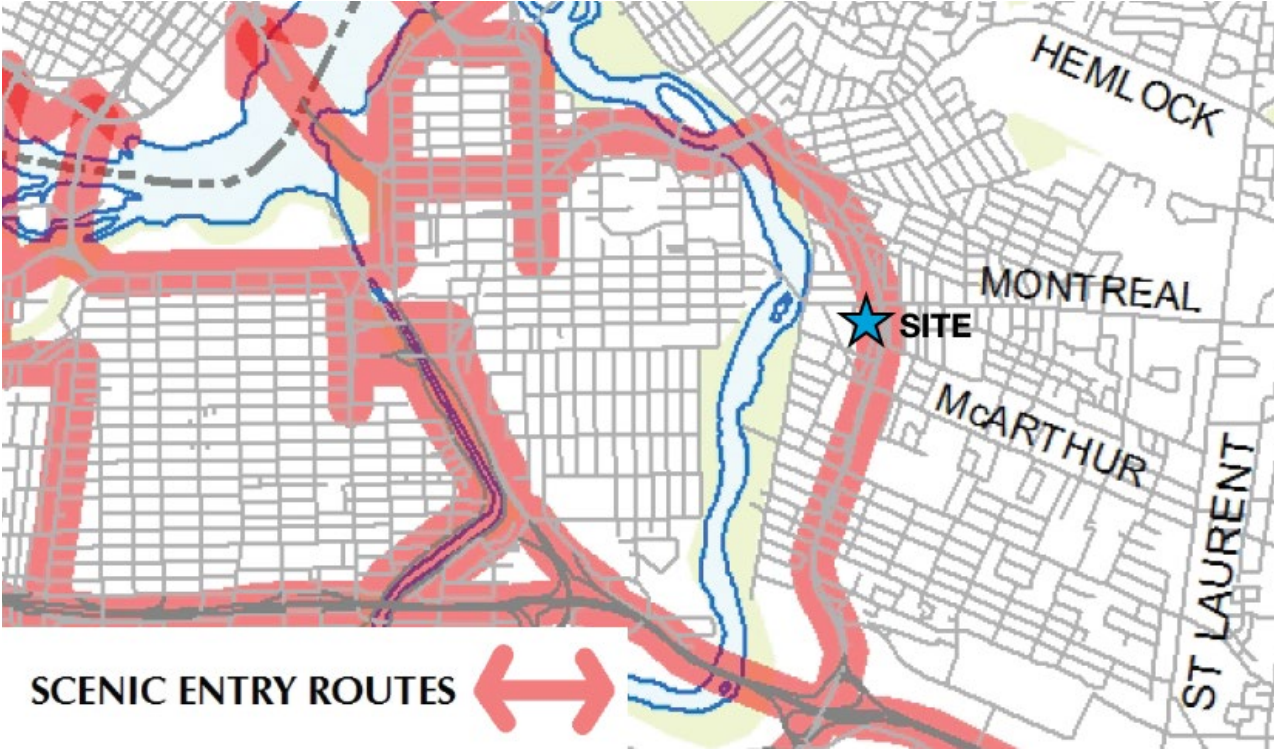 HEMLOCK
MONTREAL
SITE
McARTHUR
ST LAURENT
SCENIC ENTRY ROUTES